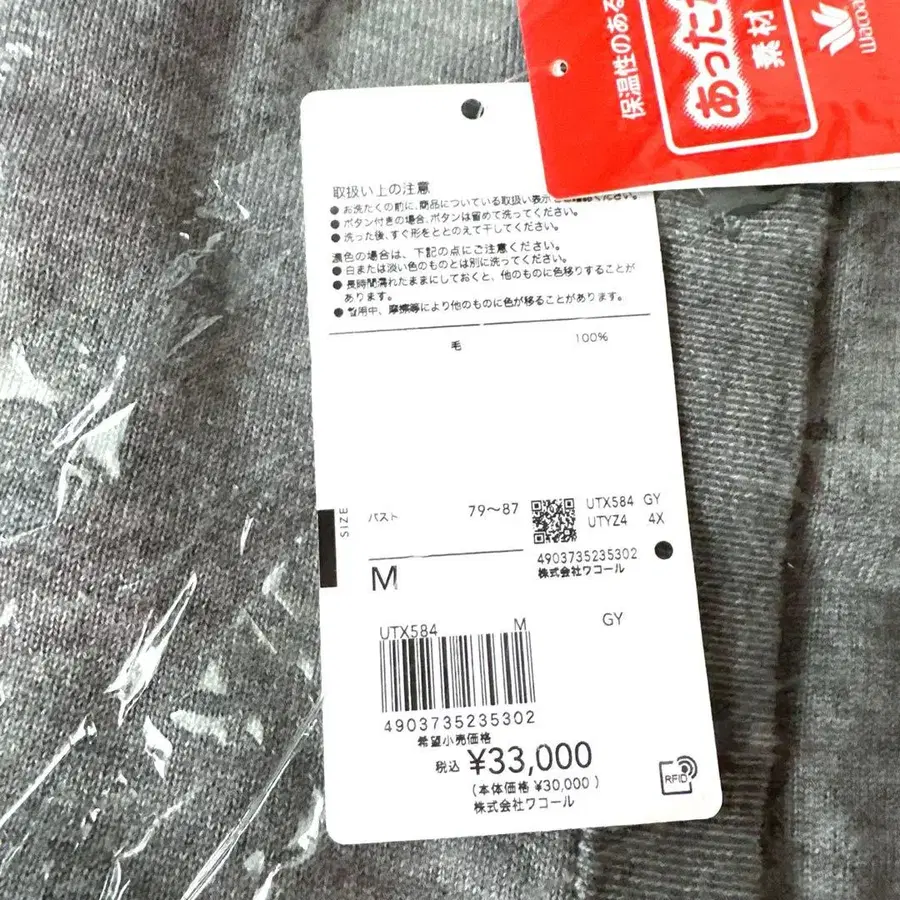 保温性のある
あった
素材
Wacoa
取扱い上の注意
● お洗たくの前に、商品についている取扱い表示をご確認ください。
● ボタン付きの場合、ボタンは留めて洗ってください。
● 洗った後、すぐ形をととのえて干してください。
濃色の場合は、下記の点にご注意ください。
● 白または淡い色のものとは別に洗ってください。
● 長時間濡れたままにしておくと、他のものに色移りすることが
あります。
● 着用中、摩擦等により他のものに色が移ることがあります。
毛 100%
SIZE
バスト 79～87
M
UTX584 GY
UTYZ4 4X
4903735235302
株式会社ワコール
UTX584 M GY
4903735235302
希望小売価格
税込 ¥33,000
(本体価格 ¥30,000)
株式会社ワコール
RFID